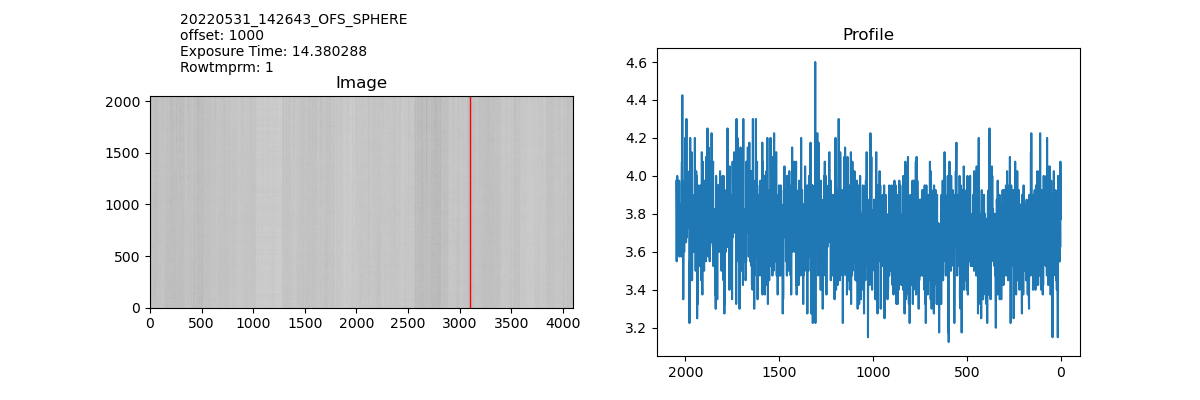 20220531_142643_OFS_SPHERE
offset: 1000
Exposure Time: 14.380288
Rowtmprm: 1
Image
2000
1500
1000
500
0
0 500 1000 1500 2000 2500 3000 3500 4000
Profile
4.6
4.4
4.2
4.0
3.8
3.6
3.4
3.2
2000 1500 1000 500 0